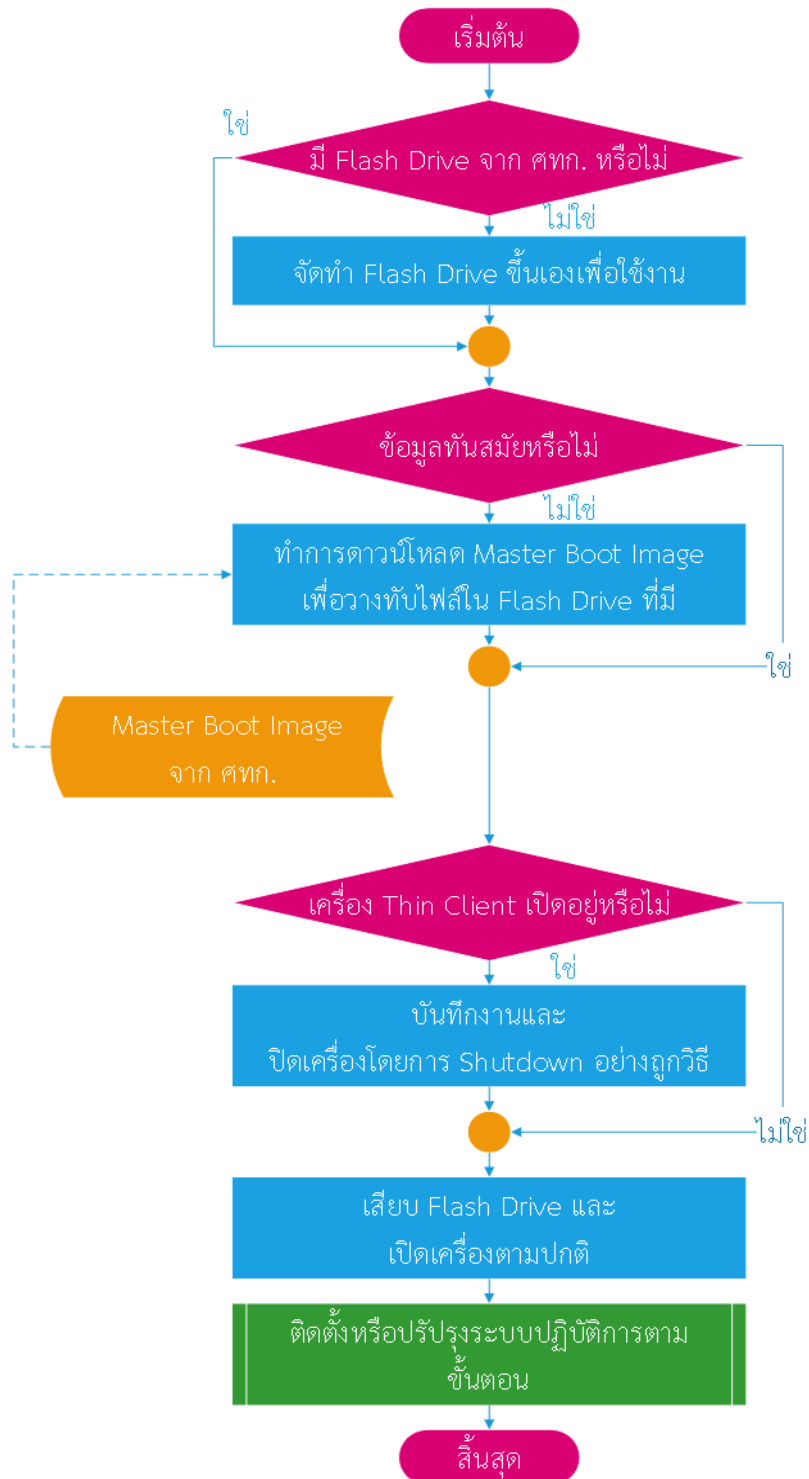 เริ่มต้น
ใช่
มี Flash Drive จาก ศทก. หรือไม่
ไม่ใช่
จัดทำ Flash Drive ขึ้นเองเพื่อใช้งาน
ข้อมูลทันสมัยหรือไม่
ไม่ใช่
ทำการดาวน์โหลด Master Boot Image
เพื่อวางทับไฟล์ใน Flash Drive ที่มี
ใช่
Master Boot Image
จาก ศทก.
เครื่อง Thin Client เปิดอยู่หรือไม่
ใช่
บันทึกงานและ
ปิดเครื่องโดยการ Shutdown อย่างถูกวิธี
ไม่ใช่
เสียบ Flash Drive และ
เปิดเครื่องตามปกติ
ติดตั้งหรือปรับปรุงระบบปฏิบัติการตาม
ขั้นตอน
สิ้นสุด